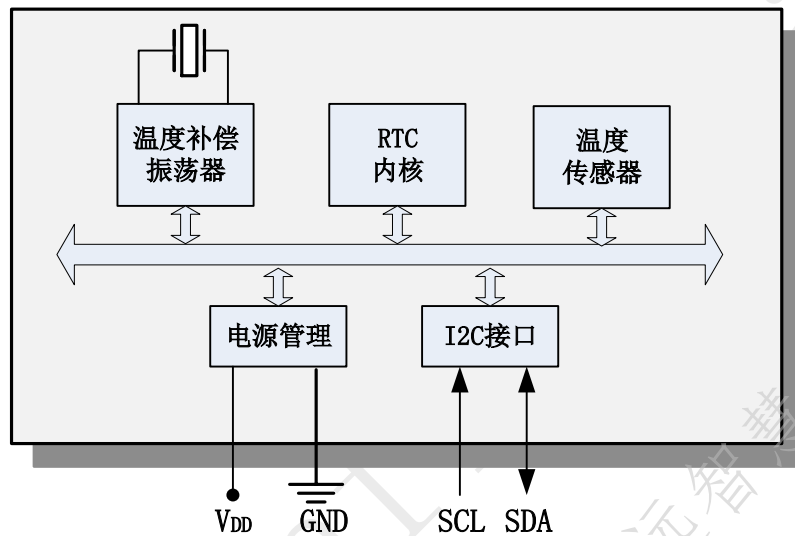 温度补偿
振荡器
RTC
内核
温度
传感器
电源管理
I2C接口
VDD
GND
SCL
SDA